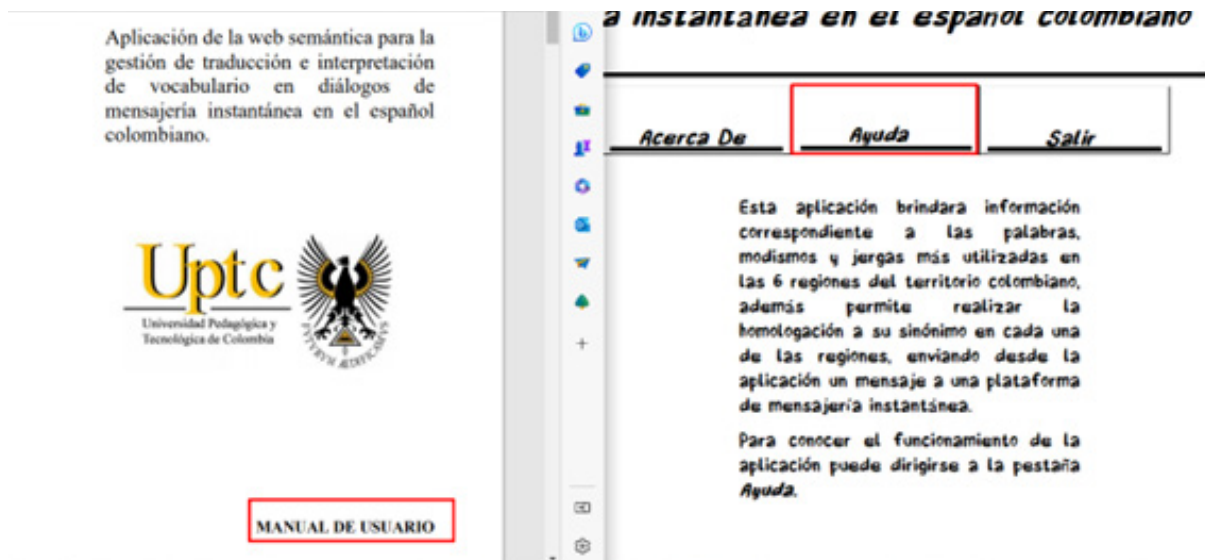 Aplicación de la web semántica para la
gestión de traducción e interpretación
de vocabulario en diálogos de
mensajería instantánea en el español
colombiano.
Uptc
Universidad Pedagógica y
Tecnológica de Colombia
MANUAL DE USUARIO
a instantánea en el español colombiano
Acerca De
Ayuda
Salir
Esta aplicación brindara información
correspondiente a las palabras,
modismos y jergas más utilizadas en
las 6 regiones del territorio colombiano,
además permite realizar la
homologación a su sinónimo en cada una
de las regiones, enviando desde la
aplicación un mensaje a una plataforma
de mensajería instantánea.
Para conocer el funcionamiento de la
aplicación puede dirigirse a la pestaña
Ayuda.